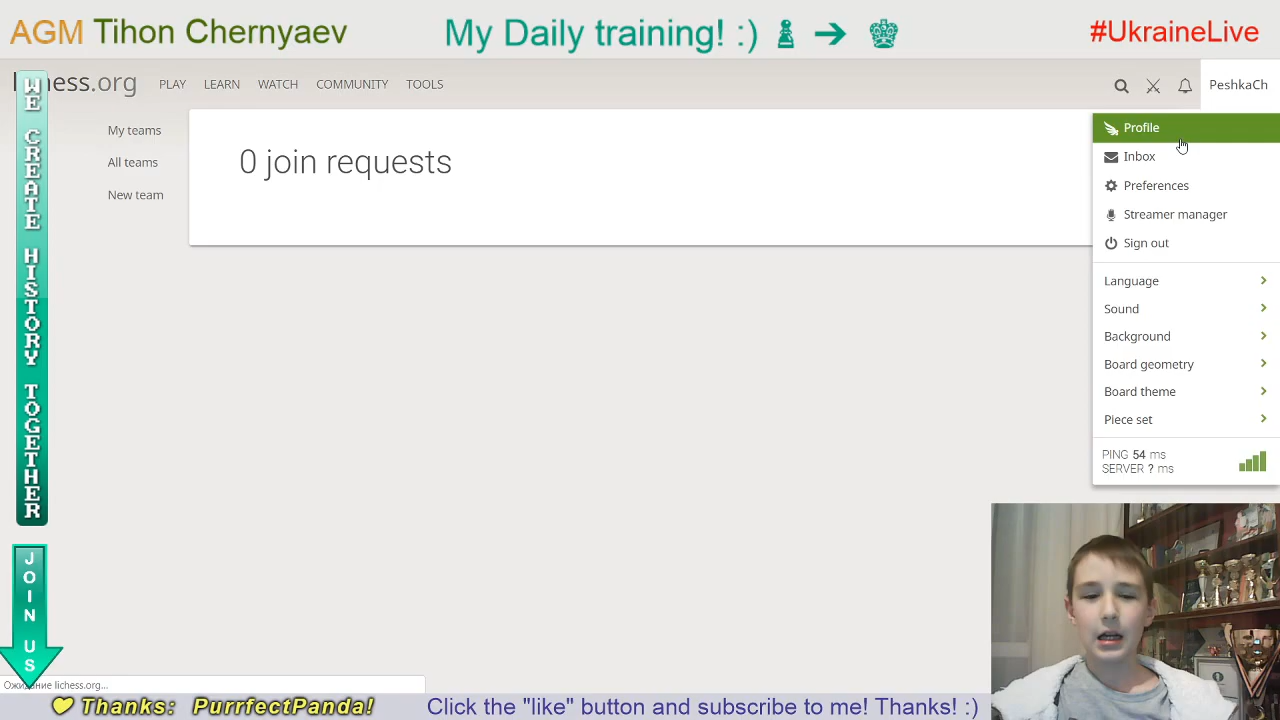 AGM Tihon Chernyaev
My Daily training! :)
#UkraineLive
lichess.org
PLAY
LEARN
WATCH
COMMUNITY
TOOLS
PeshkaCh
My teams
All teams
New team
0 join requests
Profile
Inbox
Preferences
Streamer manager
Sign out
Language
Sound
Background
Board geometry
Board theme
Piece set
PING 54 ms
SERVER ? ms
WE CREATE HISTORY TOGETHER
JOIN US
Ожидение lichess.org...
Thanks: PurrfectPanda!
Click the "like" button and subscribe to me! Thanks! :)